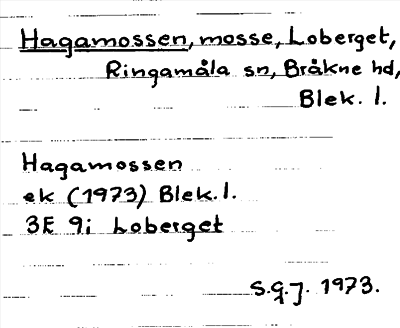 Hagamossen, mosse, Loberget,
Ringamåla sn, Bråkne hd,
Blek. l.
Hagamossen
ek (1973) Blek. l.
3E 9i Loberget
S.G.J. 1973.